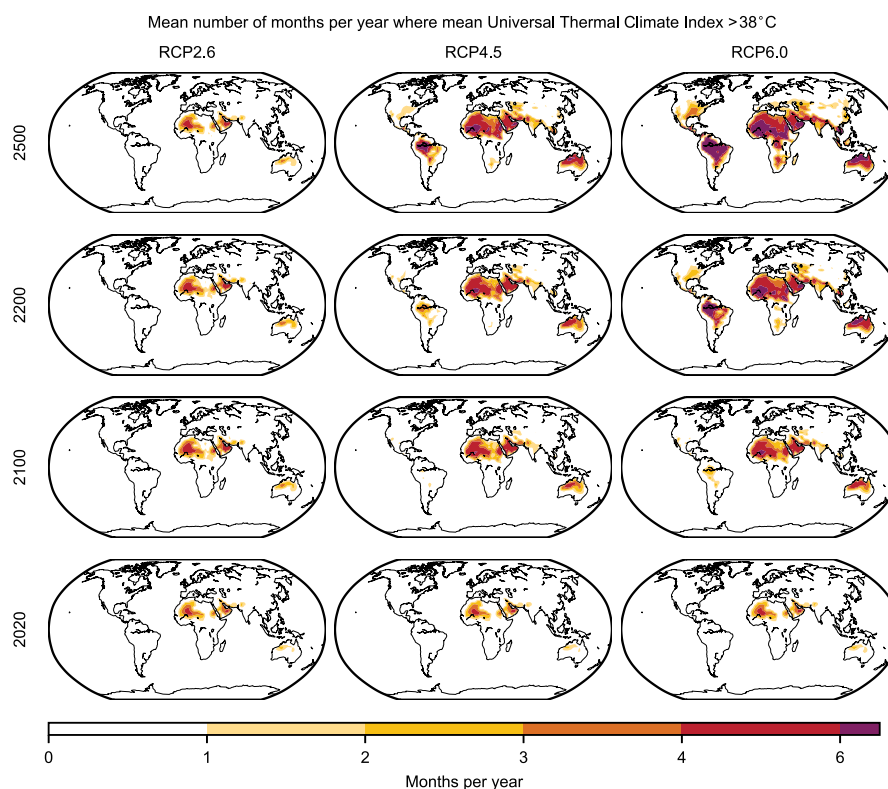 Mean number of months per year where mean Universal Thermal Climate Index >38°C
RCP2.6 RCP4.5 RCP6.0
2500
2200
2100
2020
0 1 2 3 4 6
Months per year